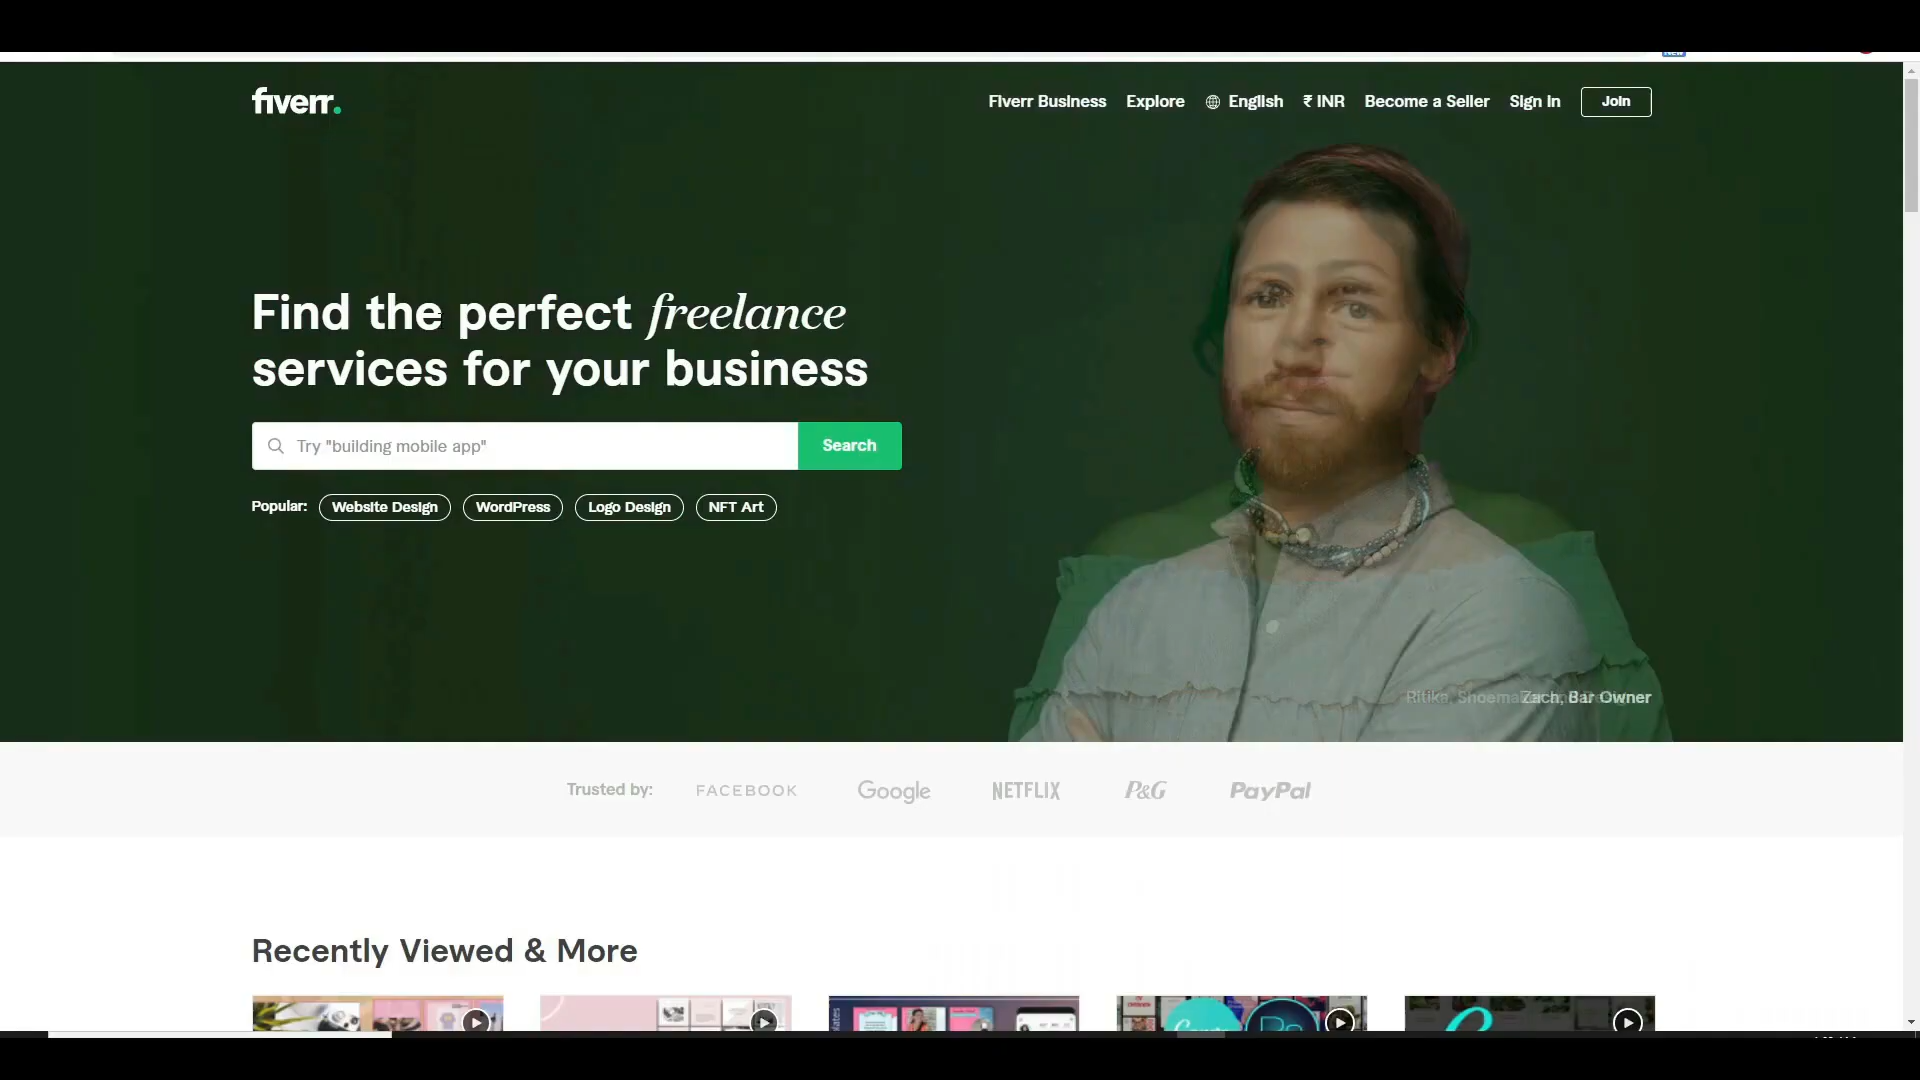 fiverr.
Fiverr Business Explore English ₹ INR Become a Seller Sign In Join
Find the perfect freelance
services for your business
Try "building mobile app"
Search
Popular: Website Design WordPress Logo Design NFT Art
Zach, Bar Owner
Trusted by: FACEBOOK Google NETFLIX P&G PayPal
Recently Viewed & More